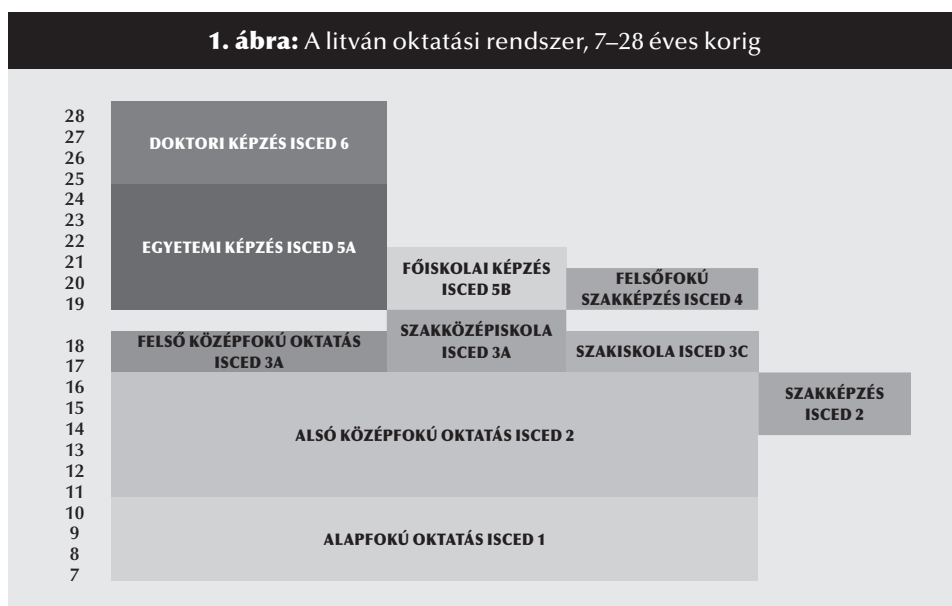 1. ábra: A litván oktatási rendszer, 7–28 éves korig
28
27
26
25
24
23
22
21
20
19
18
17
16
15
14
13
12
11
10
9
8
7
DOKTORI KÉPZÉS ISCED 6
EGYETEMI KÉPZÉS ISCED 5A
FŐISKOLAI KÉPZÉS
ISCED 5B
FELSŐFOKÚ
SZAKKÉPZÉS ISCED 4
FELSŐ KÖZÉPFOKÚ OKTATÁS
ISCED 3A
SZAKKÖZÉPISKOLA
ISCED 3A
SZAKISKOLA ISCED 3C
SZAKKÉPZÉS
ISCED 2
ALSÓ KÖZÉPFOKÚ OKTATÁS ISCED 2
ALAPFOKÚ OKTATÁS ISCED 1